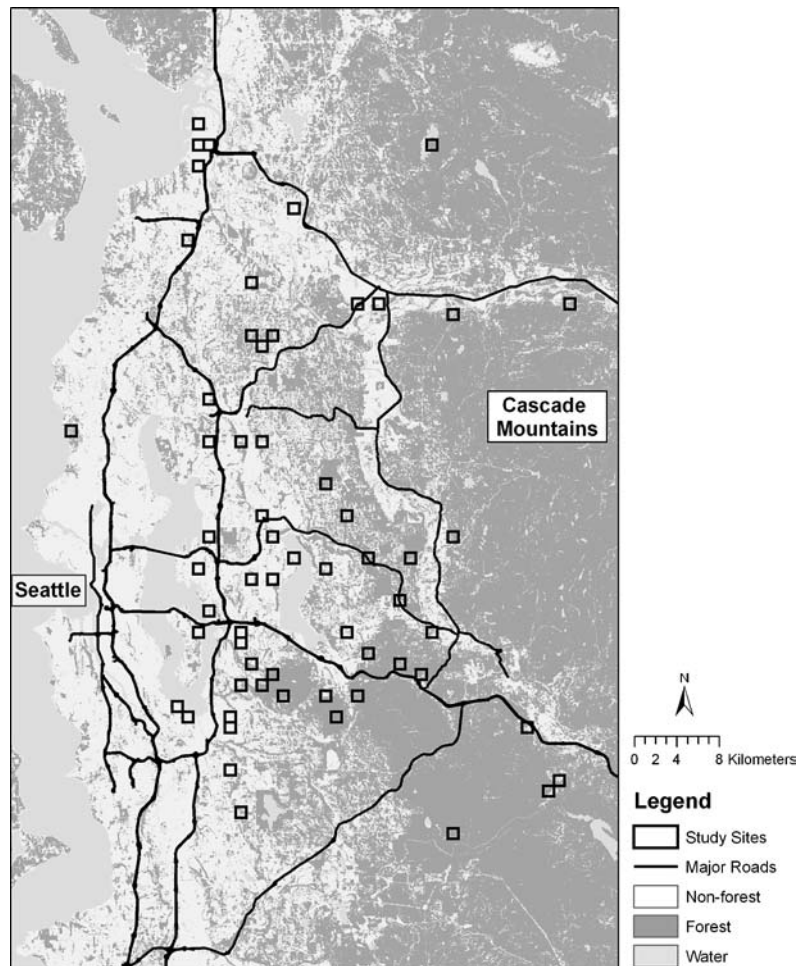 Cascade
Mountains
Seattle
N
0 2 4 8 Kilometers
Legend
Study Sites
Major Roads
Non-forest
Forest
Water